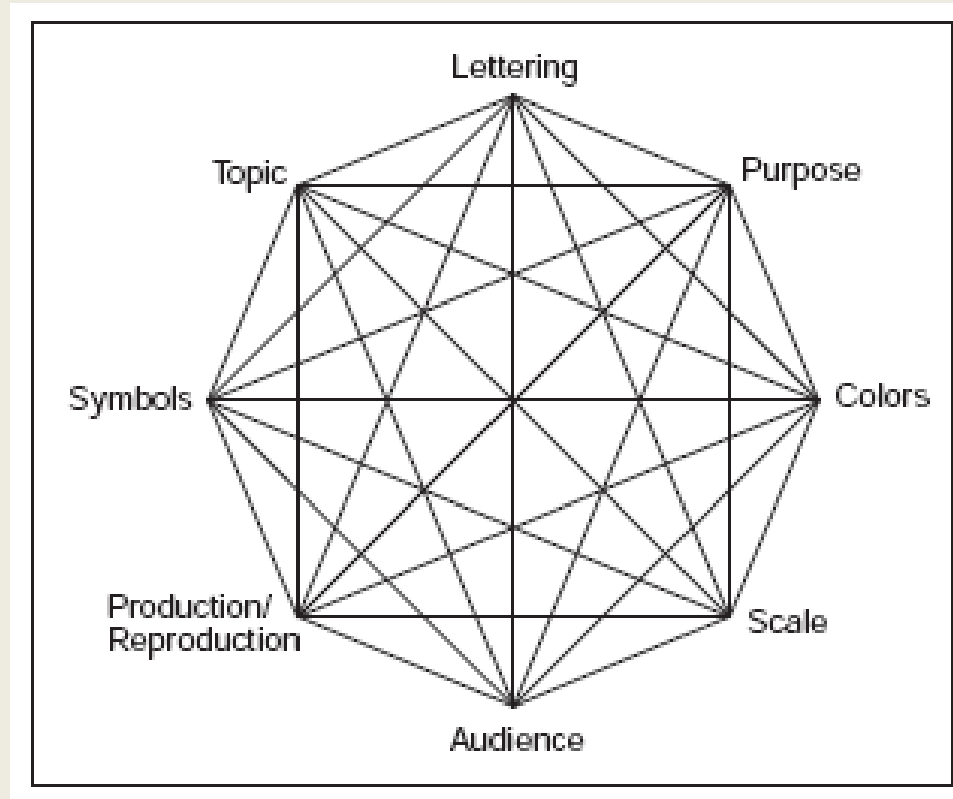 Lettering
Topic
Purpose
Symbols
Colors
Production/
Reproduction
Scale
Audience